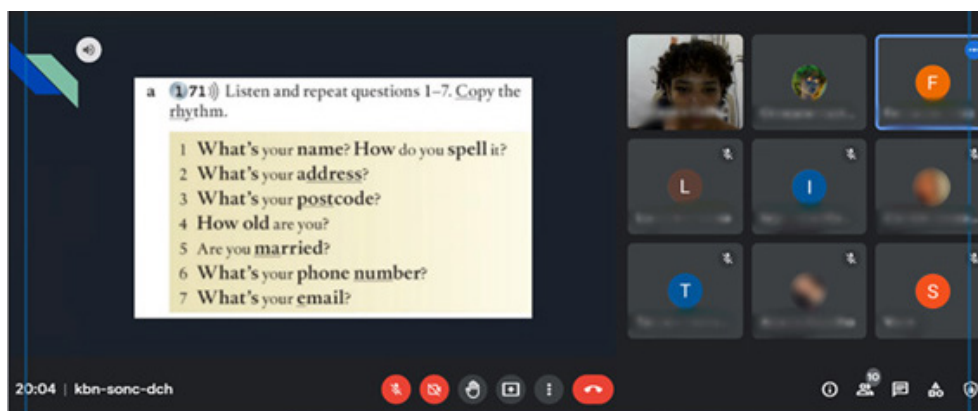 a 1 71 Listen and repeat questions 1–7. Copy the
rhythm.
1 What's your name? How do you spell it?
2 What's your address?
3 What's your postcode?
4 How old are you?
5 Are you married?
6 What's your phone number?
7 What's your email?
F
L
I
T
S
20:04 | kbn-sonc-dch
10